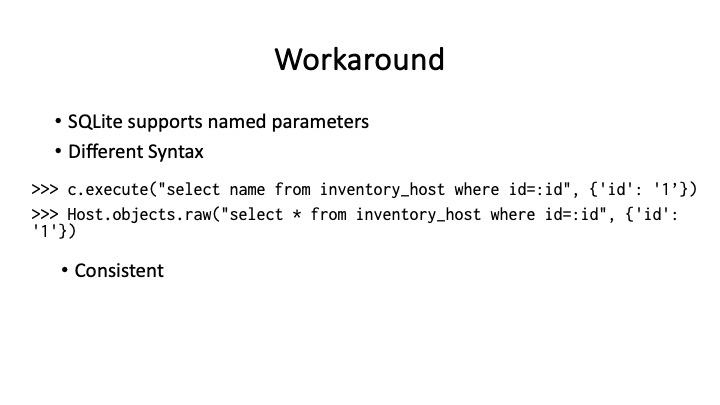 Workaround
• SQLite supports named parameters
• Different Syntax
>>> c.execute("select name from inventory_host where id=:id", {'id': '1’})
>>> Host.objects.raw("select * from inventory_host where id=:id", {'id':
'1'})
• Consistent